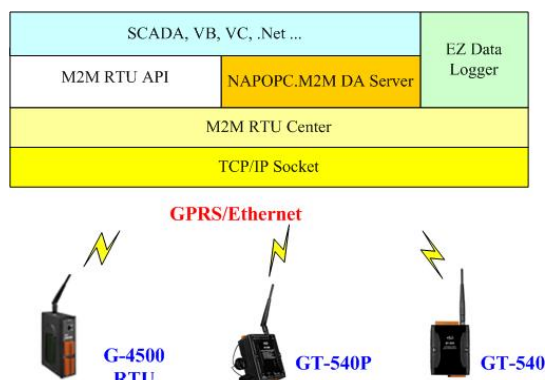 SCADA, VB, VC, .Net ...
EZ Data
Logger
M2M RTU API
NAPOPC.M2M DA Server
M2M RTU Center
TCP/IP Socket
GPRS/Ethernet
G-4500
RTU
GT-540P
GT-540